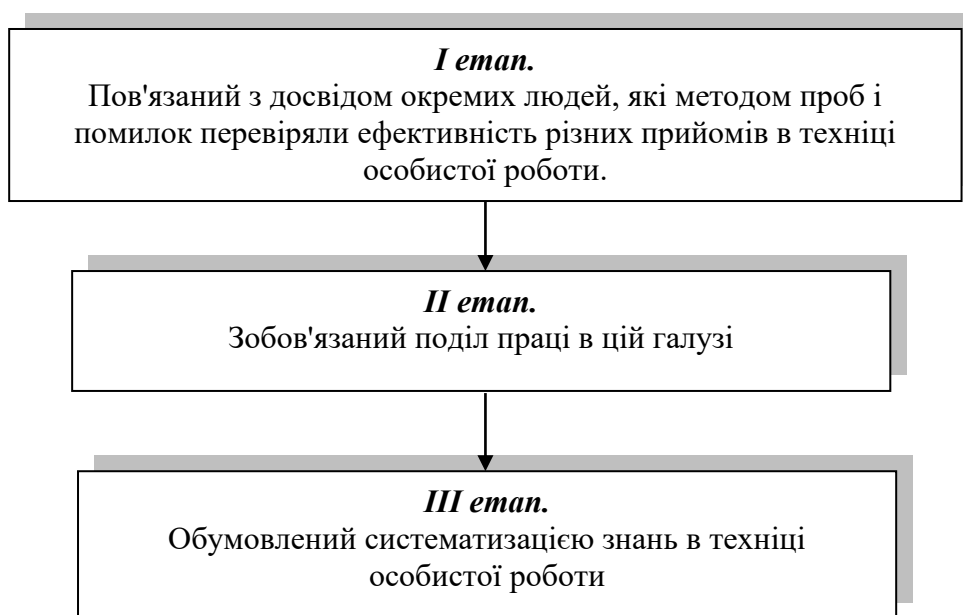 І етап.
Пов'язаний з досвідом окремих людей, які методом проб і
помилок перевіряли ефективність різних прийомів в техніці
особистої роботи.
ІІ етап.
Зобов'язаний поділ праці в цій галузі
ІІІ етап.
Обумовлений систематизацією знань в техніці
особистої роботи